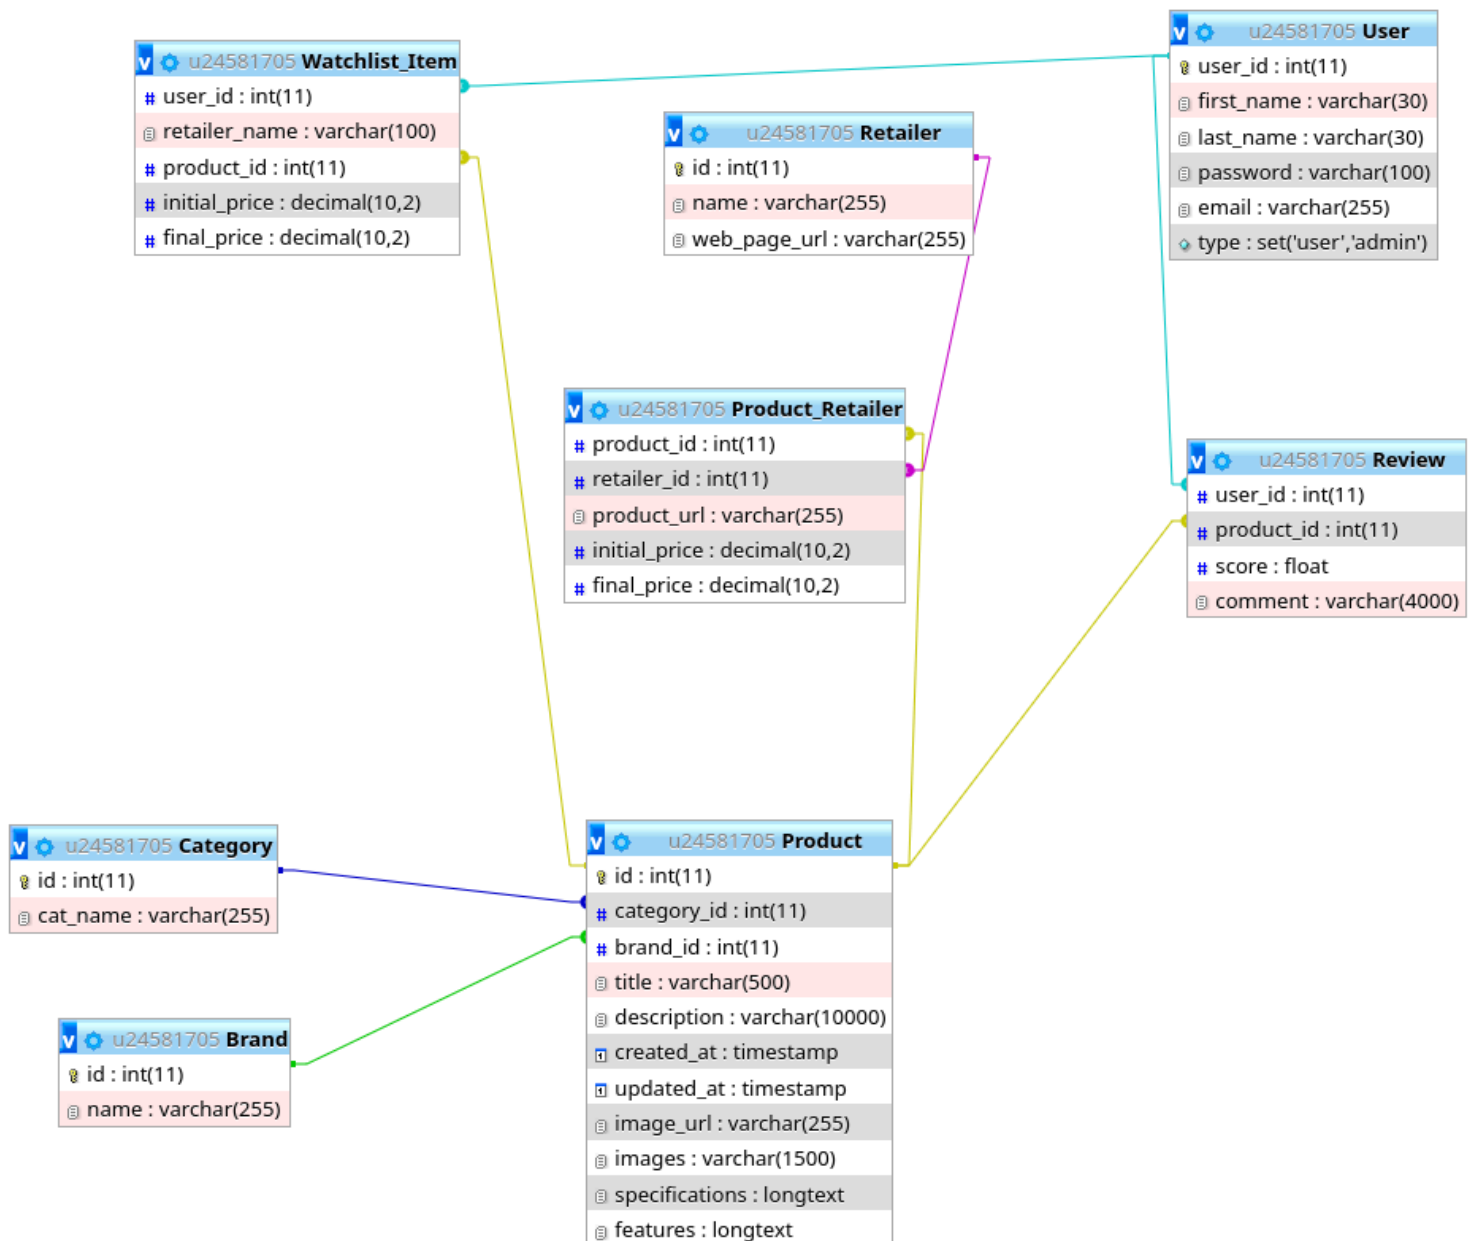 v u24581705 Watchlist_Item
# user_id : int(11)
retailer_name : varchar(100)
# product_id : int(11)
# initial_price : decimal(10,2)
# final_price : decimal(10,2)
v u24581705 Retailer
id : int(11)
name : varchar(255)
web_page_url : varchar(255)
v u24581705 User
user_id : int(11)
first_name : varchar(30)
last_name : varchar(30)
password : varchar(100)
email : varchar(255)
type : set('user','admin')
v u24581705 Product_Retailer
# product_id : int(11)
# retailer_id : int(11)
product_url : varchar(255)
# initial_price : decimal(10,2)
# final_price : decimal(10,2)
v u24581705 Review
# user_id : int(11)
# product_id : int(11)
# score : float
comment : varchar(4000)
v u24581705 Category
id : int(11)
cat_name : varchar(255)
v u24581705 Brand
id : int(11)
name : varchar(255)
v u24581705 Product
id : int(11)
# category_id : int(11)
# brand_id : int(11)
title : varchar(500)
description : varchar(10000)
created_at : timestamp
updated_at : timestamp
image_url : varchar(255)
images : varchar(1500)
specifications : longtext
features : longtext